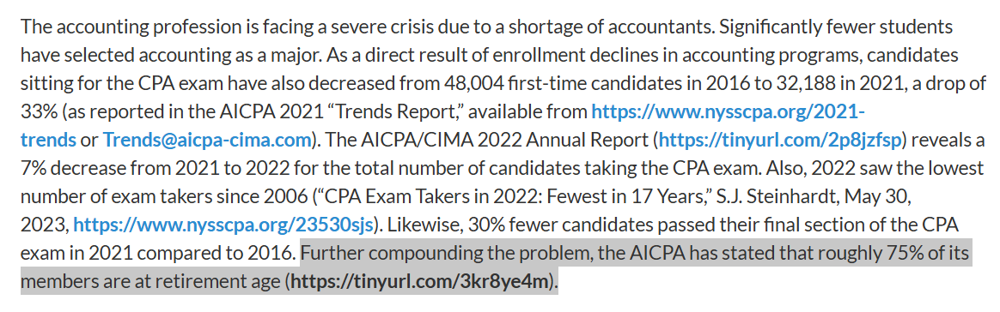 The accounting profession is facing a severe crisis due to a shortage of accountants. Significantly fewer students
have selected accounting as a major. As a direct result of enrollment declines in accounting programs, candidates
sitting for the CPA exam have also decreased from 48,004 first-time candidates in 2016 to 32,188 in 2021, a drop of
33% (as reported in the AICPA 2021 “Trends Report,” available from https://www.nysscpa.org/2021-
trends or Trends@aicpa-cima.com). The AICPA/CIMA 2022 Annual Report (https://tinyurl.com/2p8jzfsp) reveals a
7% decrease from 2021 to 2022 for the total number of candidates taking the CPA exam. Also, 2022 saw the lowest
number of exam takers since 2006 (“CPA Exam Takers in 2022: Fewest in 17 Years,” S.J. Steinhardt, May 30,
2023, https://www.nysscpa.org/23530sjs). Likewise, 30% fewer candidates passed their final section of the CPA
exam in 2021 compared to 2016. Further compounding the problem, the AICPA has stated that roughly 75% of its
members are at retirement age (https://tinyurl.com/3kr8ye4m).